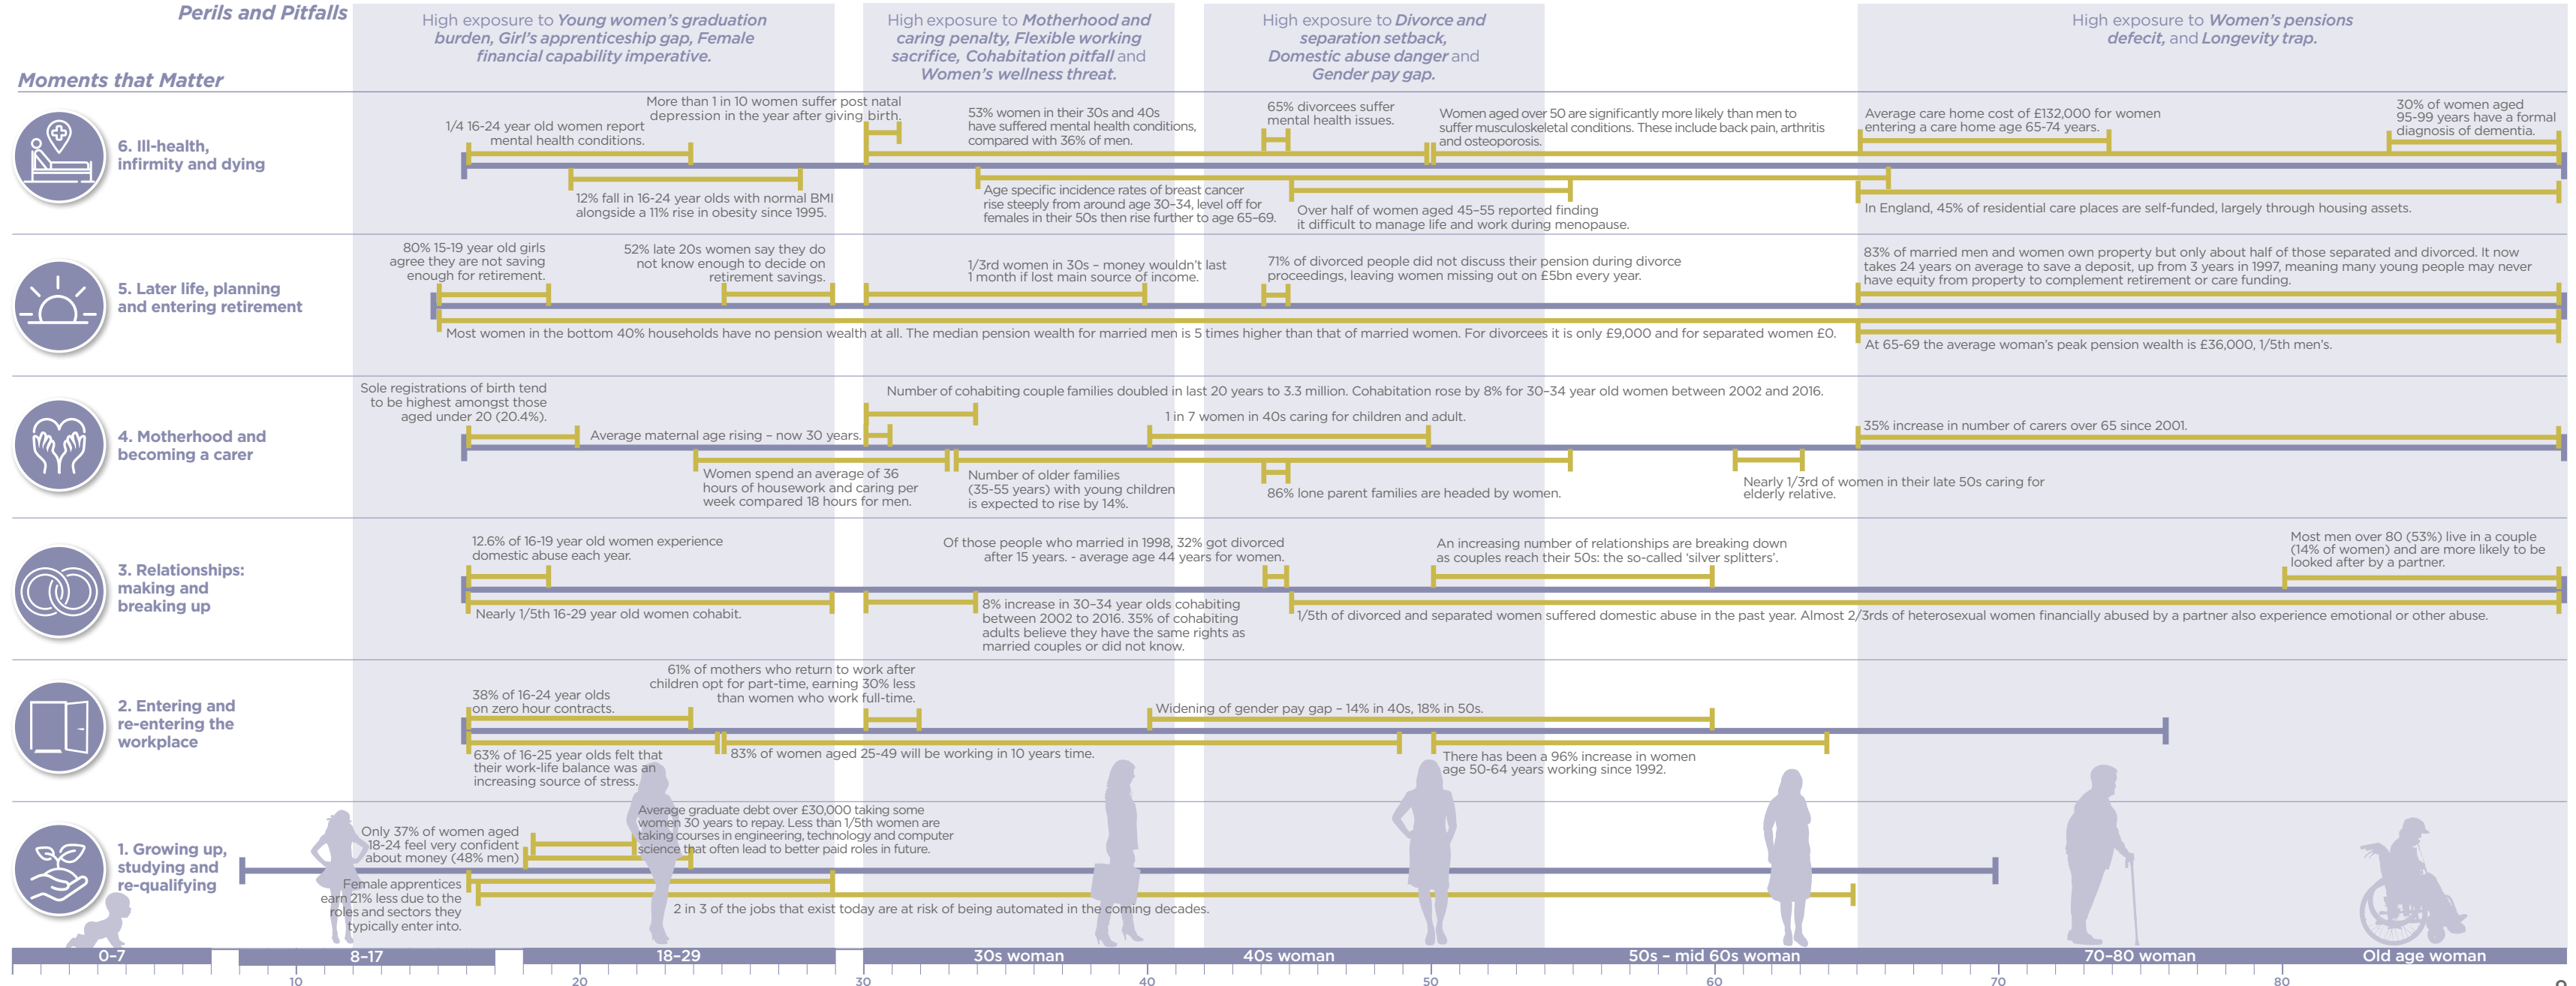 Perils and Pitfalls
High exposure to Young women's graduation
burden, Girl's apprenticeship gap, Female
financial capability imperative.
High exposure to Motherhood and
caring penalty, Flexible working
sacrifice, Cohabitation pitfall and
Women's wellness threat.
High exposure to Divorce and
separation setback,
Domestic abuse danger and
Gender pay gap.
High exposure to Women's pensions
defecit, and Longevity trap.
Moments that Matter
6. Ill-health,
infirmity and dying
1/4 16-24 year old women report
mental health conditions.
More than 1 in 10 women suffer post natal
depression in the year after giving birth.
53% women in their 30s and 40s
have suffered mental health conditions,
compared with 36% of men.
65% divorcees suffer
mental health issues.
Women aged over 50 are significantly more likely than men to
suffer musculoskeletal conditions. These include back pain, arthritis
and osteoporosis.
Average care home cost of £132,000 for women
entering a care home age 65-74 years.
30% of women aged
95-99 years have a formal
diagnosis of dementia.
12% fall in 16-24 year olds with normal BMI
alongside a 11% rise in obesity since 1995.
Age specific incidence rates of breast cancer
rise steeply from around age 30–34, level off for
females in their 50s then rise further to age 65–69.
Over half of women aged 45–55 reported finding
it difficult to manage life and work during menopause.
In England, 45% of residential care places are self-funded, largely through housing assets.
5. Later life, planning
and entering retirement
80% 15-19 year old girls
agree they are not saving
enough for retirement.
52% late 20s women say they do
not know enough to decide on
retirement savings.
1/3rd women in 30s – money wouldn't last
1 month if lost main source of income.
71% of divorced people did not discuss their pension during divorce
proceedings, leaving women missing out on £5bn every year.
83% of married men and women own property but only about half of those separated and divorced. It now
takes 24 years on average to save a deposit, up from 3 years in 1997, meaning many young people may never
have equity from property to complement retirement or care funding.
Most women in the bottom 40% households have no pension wealth at all. The median pension wealth for married men is 5 times higher than that of married women. For divorcees it is only £9,000 and for separated women £0.
At 65-69 the average woman's peak pension wealth is £36,000, 1/5th men's.
4. Motherhood and
becoming a carer
Sole registrations of birth tend
to be highest amongst those
aged under 20 (20.4%).
Average maternal age rising – now 30 years.
Number of cohabiting couple families doubled in last 20 years to 3.3 million. Cohabitation rose by 8% for 30–34 year old women between 2002 and 2016.
1 in 7 women in 40s caring for children and adult.
35% increase in number of carers over 65 since 2001.
Women spend an average of 36
hours of housework and caring per
week compared 18 hours for men.
Number of older families
(35-55 years) with young children
is expected to rise by 14%.
86% lone parent families are headed by women.
Nearly 1/3rd of women in their late 50s caring for
elderly relative.
3. Relationships:
making and
breaking up
12.6% of 16-19 year old women experience
domestic abuse each year.
Of those people who married in 1998, 32% got divorced
after 15 years. - average age 44 years for women.
An increasing number of relationships are breaking down
as couples reach their 50s: the so-called 'silver splitters'.
Most men over 80 (53%) live in a couple
(14% of women) and are more likely to be
looked after by a partner.
Nearly 1/5th 16-29 year old women cohabit.
8% increase in 30–34 year olds cohabiting
between 2002 to 2016. 35% of cohabiting
adults believe they have the same rights as
married couples or did not know.
1/5th of divorced and separated women suffered domestic abuse in the past year. Almost 2/3rds of heterosexual women financially abused by a partner also experience emotional or other abuse.
2. Entering and
re-entering the
workplace
38% of 16-24 year olds
on zero hour contracts.
61% of mothers who return to work after
children opt for part-time, earning 30% less
than women who work full-time.
Widening of gender pay gap – 14% in 40s, 18% in 50s.
63% of 16-25 year olds felt that
their work-life balance was an
increasing source of stress.
83% of women aged 25-49 will be working in 10 years time.
There has been a 96% increase in women
age 50-64 years working since 1992.
1. Growing up,
studying and
re-qualifying
Only 37% of women aged
18-24 feel very confident
about money (48% men)
Average graduate debt over £30,000 taking some
women 30 years to repay. Less than 1/5th women are
taking courses in engineering, technology and computer
science that often lead to better paid roles in future.
Female apprentices
earn 21% less due to the
roles and sectors they
typically enter into.
2 in 3 of the jobs that exist today are at risk of being automated in the coming decades.
0–7
8–17
18–29
30s woman
40s woman
50s – mid 60s woman
70–80 woman
Old age woman
10
20
30
40
50
60
70
80